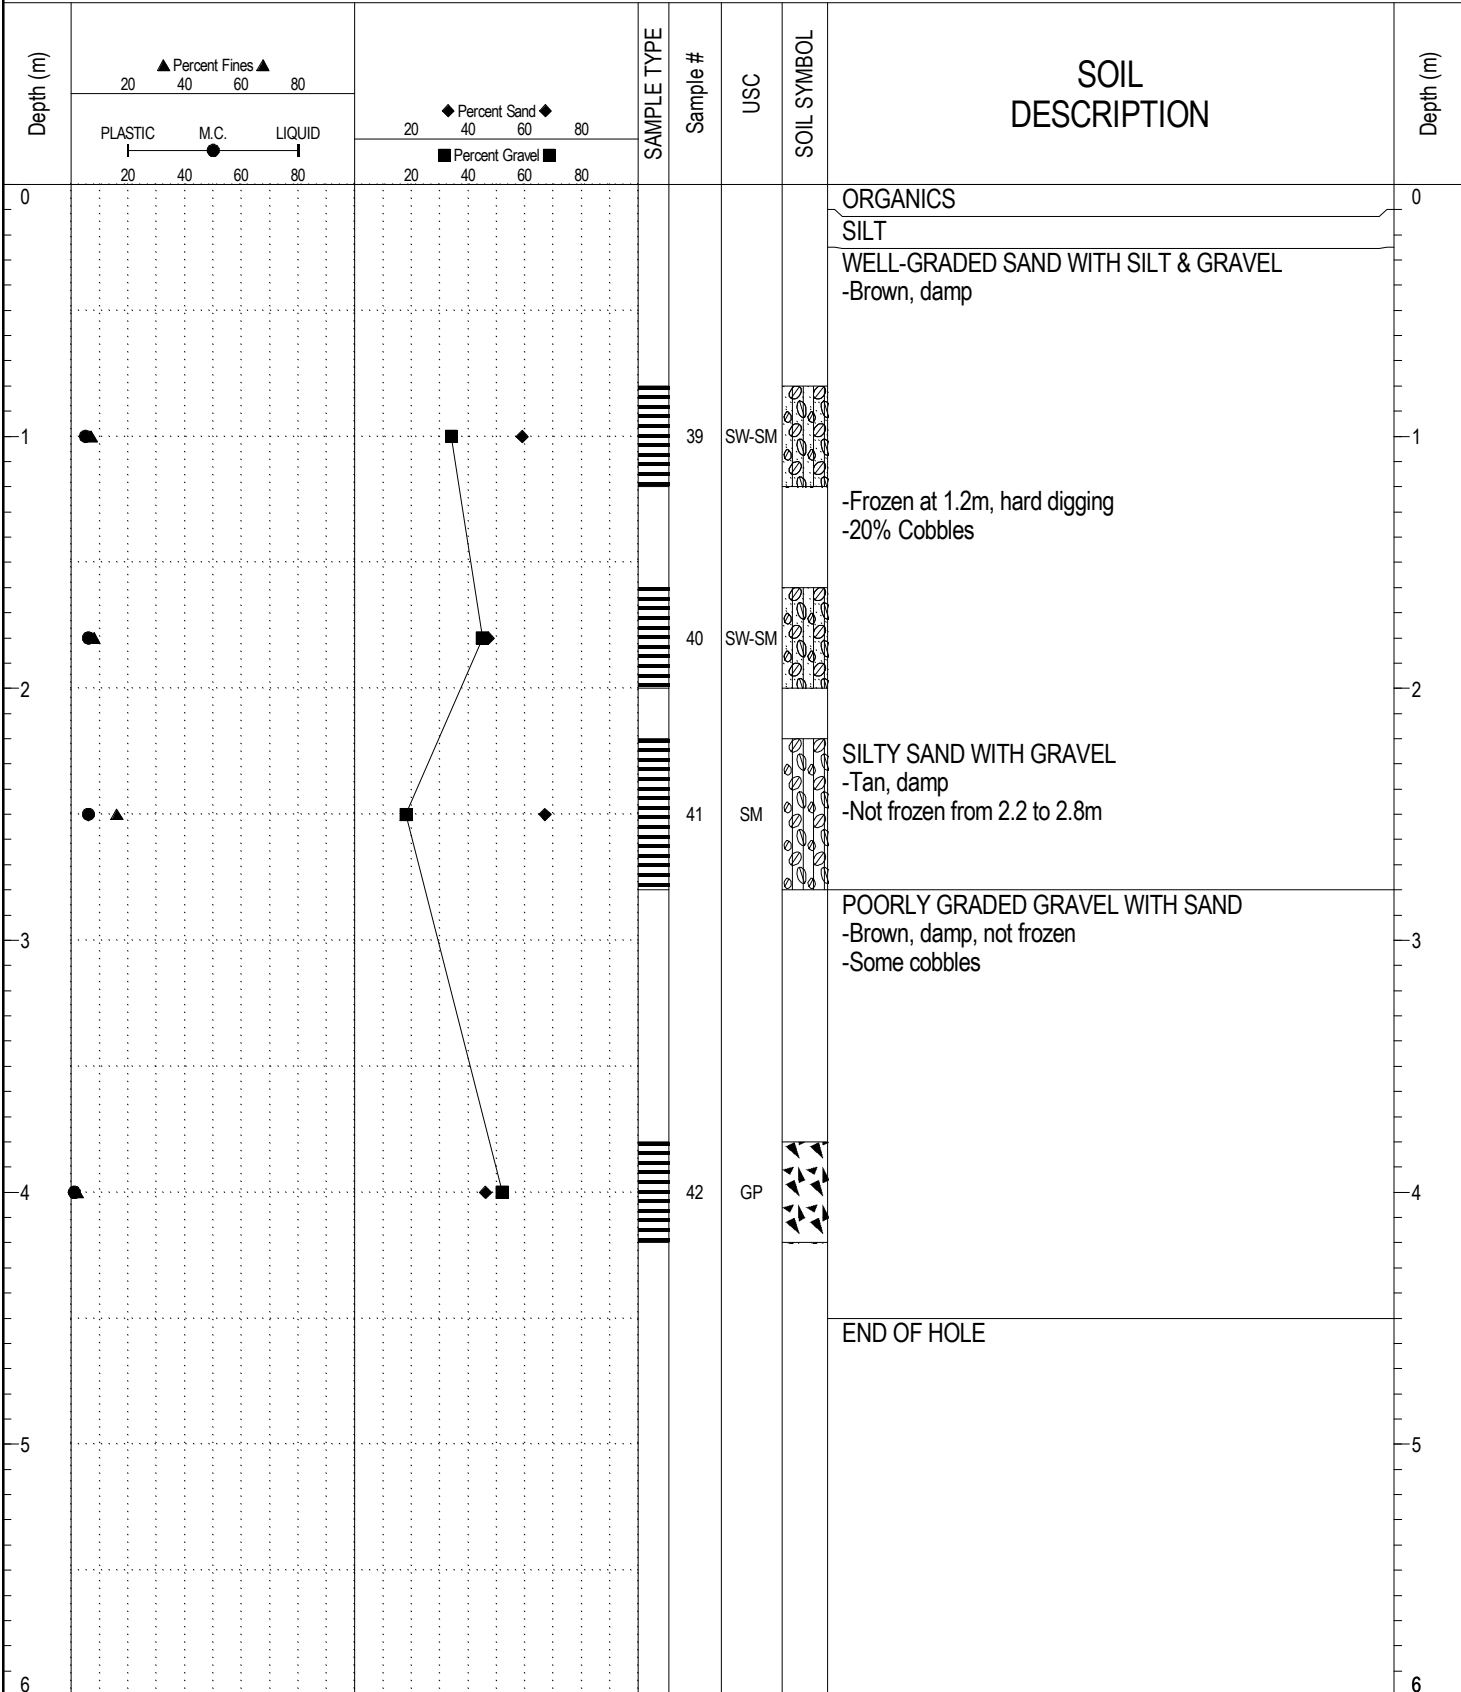 Depth (m)
▲ Percent Fines ▲
20 40 60 80
PLASTIC M.C. LIQUID
20 40 60 80
◆ Percent Sand ◆
20 40 60 80
■ Percent Gravel ■
20 40 60 80
SAMPLE TYPE
Sample #
USC
SOIL SYMBOL
SOIL
DESCRIPTION
Depth (m)
0 0
ORGANICS
SILT
WELL-GRADED SAND WITH SILT & GRAVEL
-Brown, damp
1 39 SW-SM 1
-Frozen at 1.2m, hard digging
-20% Cobbles
40 SW-SM
2 2
SILTY SAND WITH GRAVEL
-Tan, damp
41 SM -Not frozen from 2.2 to 2.8m
POORLY GRADED GRAVEL WITH SAND
3 -Brown, damp, not frozen 3
-Some cobbles
4 42 GP 4
END OF HOLE
5 5
6 6